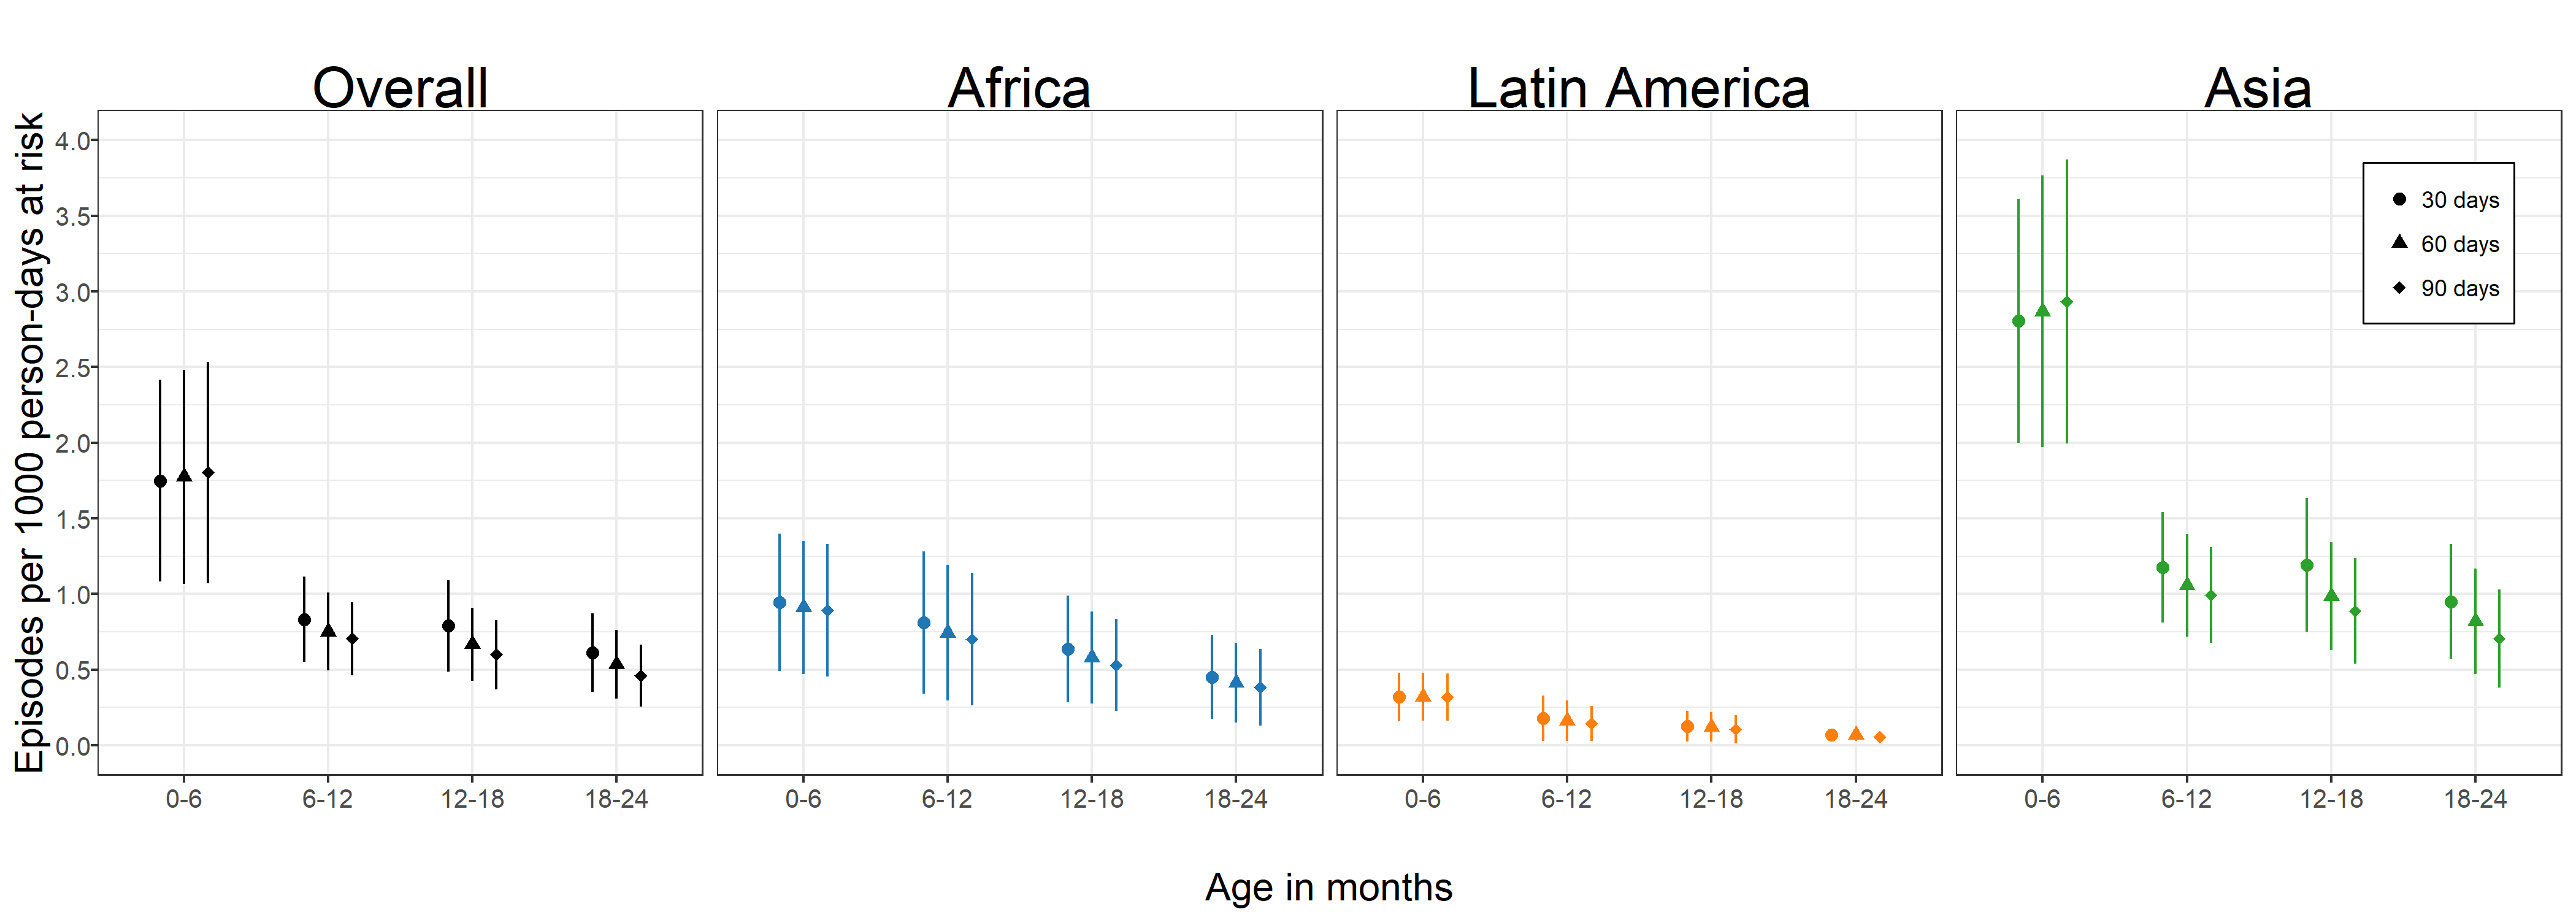 Overall Africa Latin America Asia
Episodes per 1000 person-days at risk
4.0
3.5
3.0
2.5
2.0
1.5
1.0
0.5
0.0
30 days
60 days
90 days
0-6 6-12 12-18 18-24 0-6 6-12 12-18 18-24 0-6 6-12 12-18 18-24 0-6 6-12 12-18 18-24
Age in months